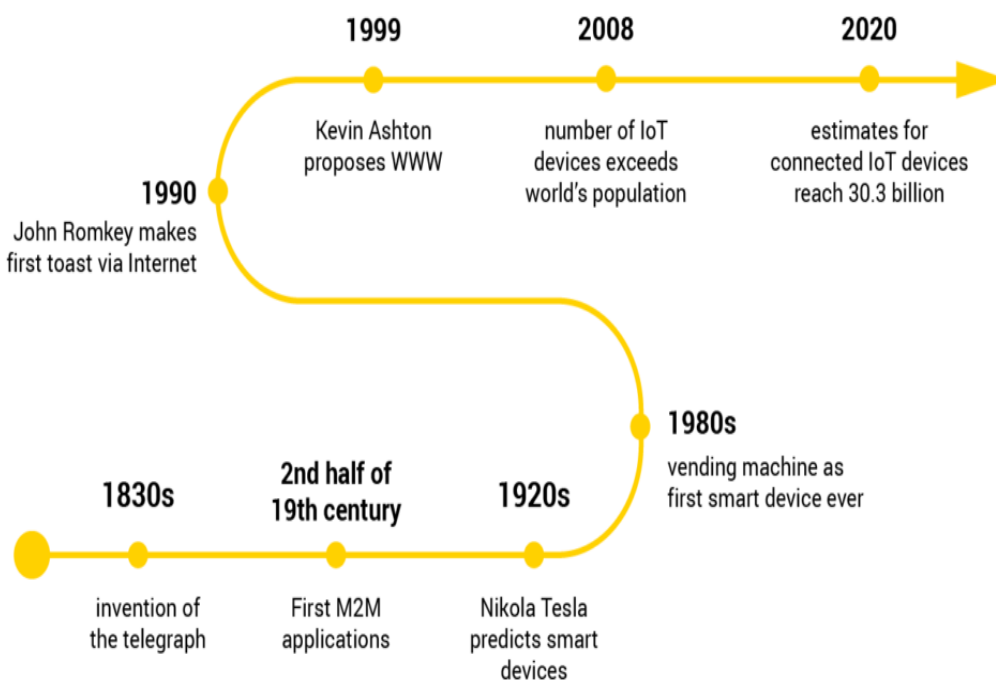 1999
Kevin Ashton
proposes WWW
2008
number of IoT
devices exceeds
world's population
2020
estimates for
connected IoT devices
reach 30.3 billion
1990
John Romkey makes
first toast via Internet
1980s
vending machine as
first smart device ever
1830s
invention of
the telegraph
2nd half of
19th century
First M2M
applications
1920s
Nikola Tesla
predicts smart
devices